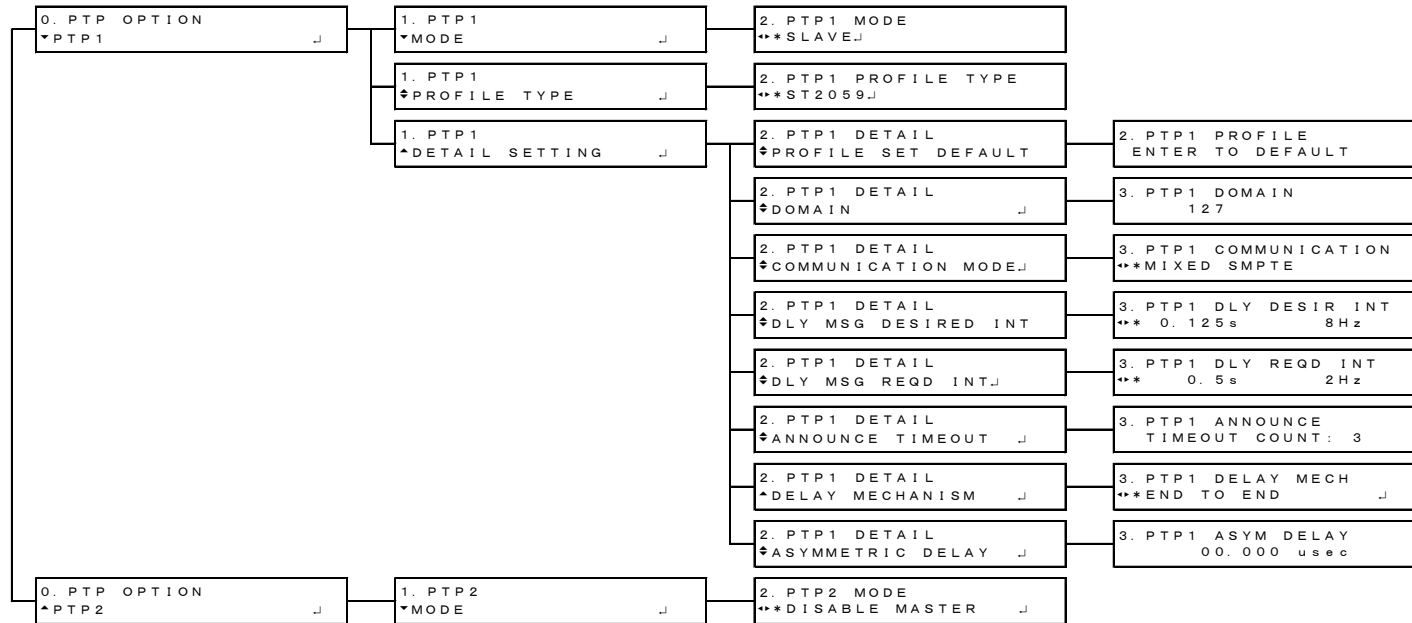 0. PTP OPTION
PTP1 ↵
1. PTP1
MODE ↵
2. PTP1 MODE
*SLAVE↵
1. PTP1
PROFILE TYPE ↵
2. PTP1 PROFILE TYPE
*ST2059↵
1. PTP1
DETAIL SETTING ↵
2. PTP1 DETAIL
PROFILE SET DEFAULT
2. PTP1 PROFILE
ENTER TO DEFAULT
2. PTP1 DETAIL
DOMAIN ↵
3. PTP1 DOMAIN
127
2. PTP1 DETAIL
COMMUNICATION MODE↵
3. PTP1 COMMUNICATION
*MIXED SMPTE
2. PTP1 DETAIL
DLY MSG DESIRED INT
3. PTP1 DLY DESIR INT
* 0.125s 8Hz
2. PTP1 DETAIL
DLY MSG REQD INT↵
3. PTP1 DLY REQD INT
* 0.5s 2Hz
2. PTP1 DETAIL
ANNOUNCE TIMEOUT ↵
3. PTP1 ANNOUNCE
TIMEOUT COUNT: 3
2. PTP1 DETAIL
DELAY MECHANISM ↵
3. PTP1 DELAY MECH
*END TO END ↵
2. PTP1 DETAIL
ASYMMETRIC DELAY ↵
3. PTP1 ASYM DELAY
00.000 usec
0. PTP OPTION
PTP2 ↵
1. PTP2
MODE ↵
2. PTP2 MODE
*DISABLE MASTER ↵